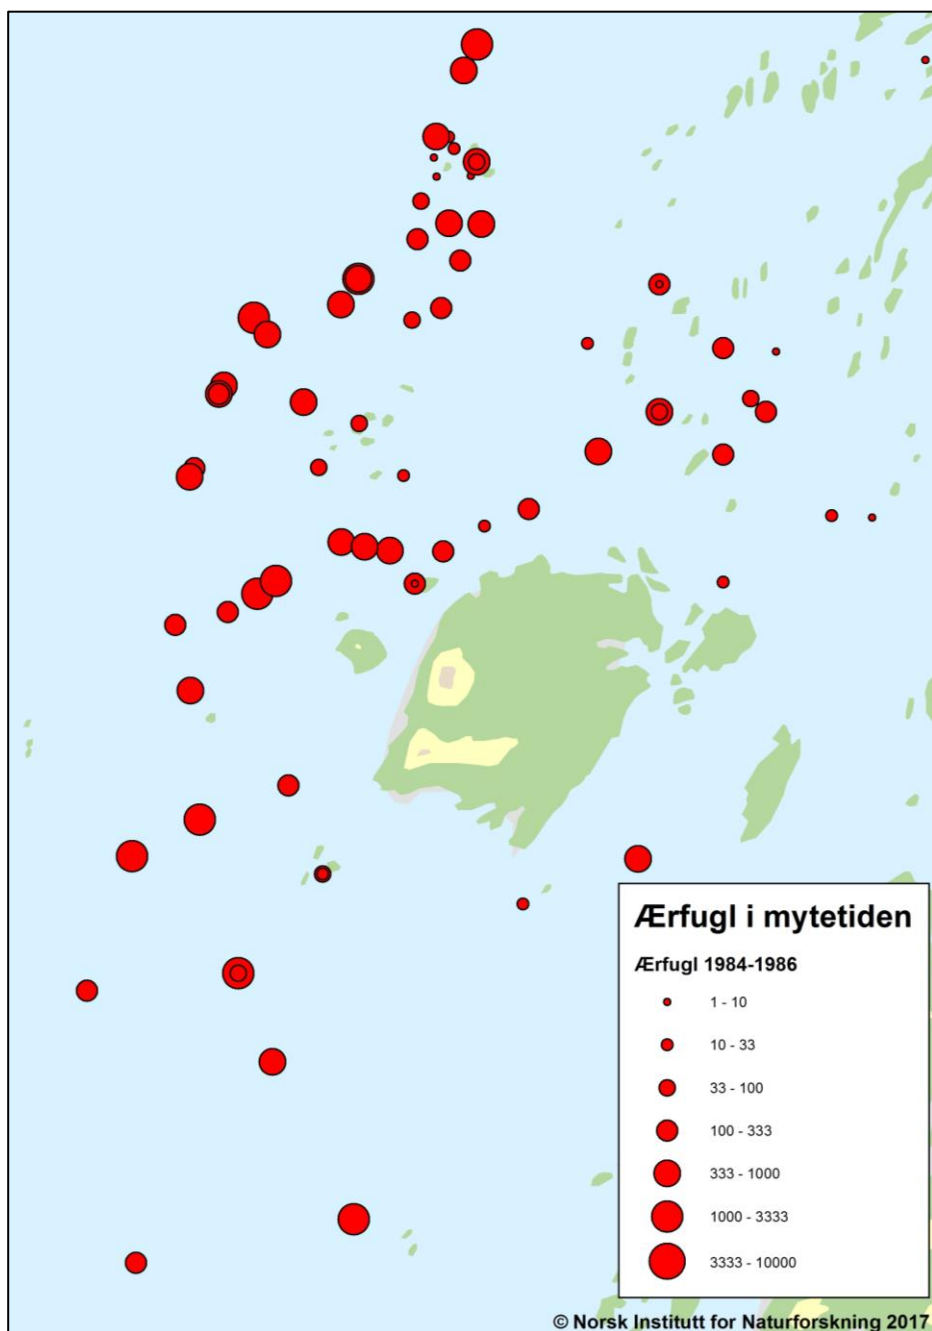 Ærfugl i mytetiden
Ærfugl 1984-1986
1 - 10
10 - 33
33 - 100
100 - 333
333 - 1000
1000 - 3333
3333 - 10000
© Norsk Institutt for Naturforskning 2017